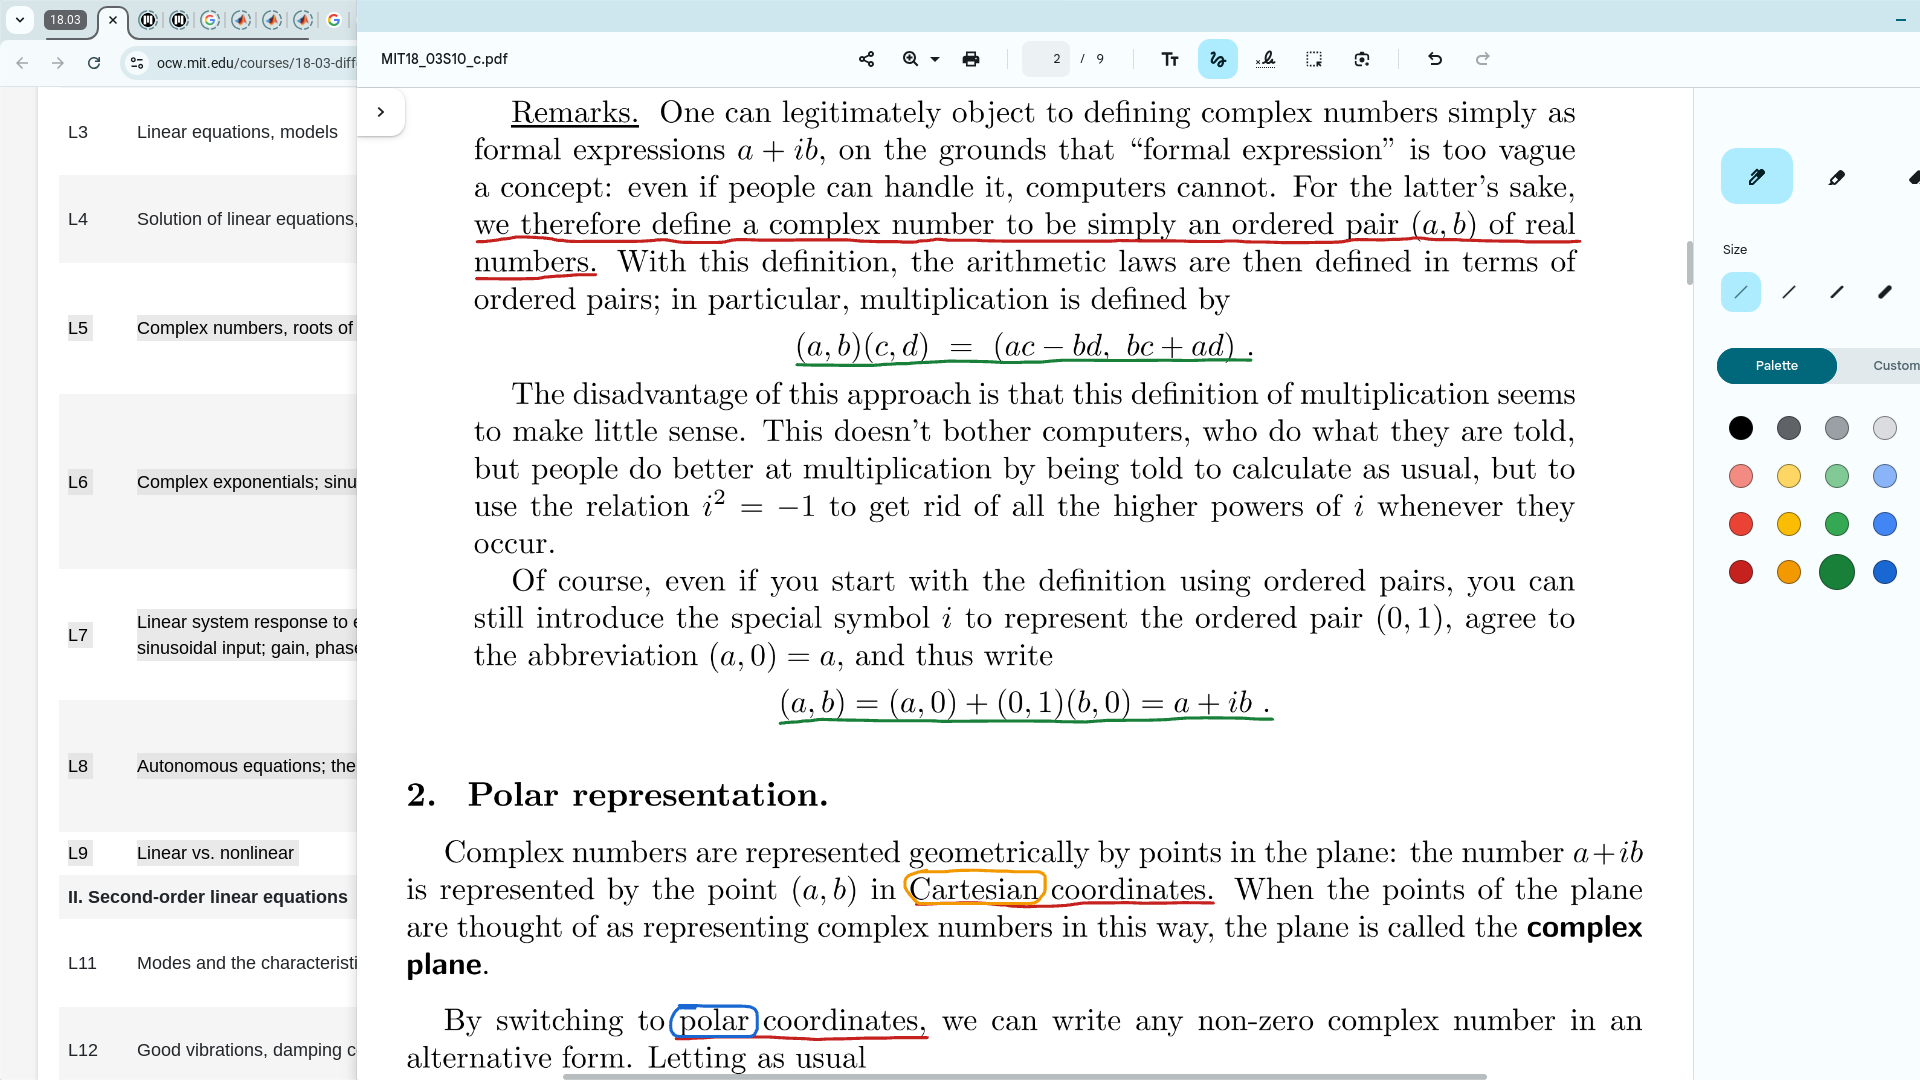 18.03
ocw.mit.edu/courses/18-03-diff
L3 Linear equations, models
L4 Solution of linear equations,
L5 Complex numbers, roots of
L6 Complex exponentials; sinu
L7 Linear system response to e
sinusoidal input; gain, phase
L8 Autonomous equations; the
L9 Linear vs. nonlinear
II. Second-order linear equations
L11 Modes and the characteristi
L12 Good vibrations, damping c
MIT18_03S10_c.pdf
2 / 9
Remarks. One can legitimately object to defining complex numbers simply as
formal expressions a + ib, on the grounds that “formal expression” is too vague
a concept: even if people can handle it, computers cannot. For the latter’s sake,
we therefore define a complex number to be simply an ordered pair (a, b) of real
numbers. With this definition, the arithmetic laws are then defined in terms of
ordered pairs; in particular, multiplication is defined by
(a, b)(c, d) = (ac − bd, bc + ad) .
The disadvantage of this approach is that this definition of multiplication seems
to make little sense. This doesn’t bother computers, who do what they are told,
but people do better at multiplication by being told to calculate as usual, but to
use the relation i² = −1 to get rid of all the higher powers of i whenever they
occur.
Of course, even if you start with the definition using ordered pairs, you can
still introduce the special symbol i to represent the ordered pair (0, 1), agree to
the abbreviation (a, 0) = a, and thus write
(a, b) = (a, 0) + (0, 1)(b, 0) = a + ib .
2. Polar representation.
Complex numbers are represented geometrically by points in the plane: the number a+ib
is represented by the point (a, b) in Cartesian coordinates. When the points of the plane
are thought of as representing complex numbers in this way, the plane is called the complex
plane.
By switching to polar coordinates, we can write any non-zero complex number in an
alternative form. Letting as usual
Size
Palette
Custom